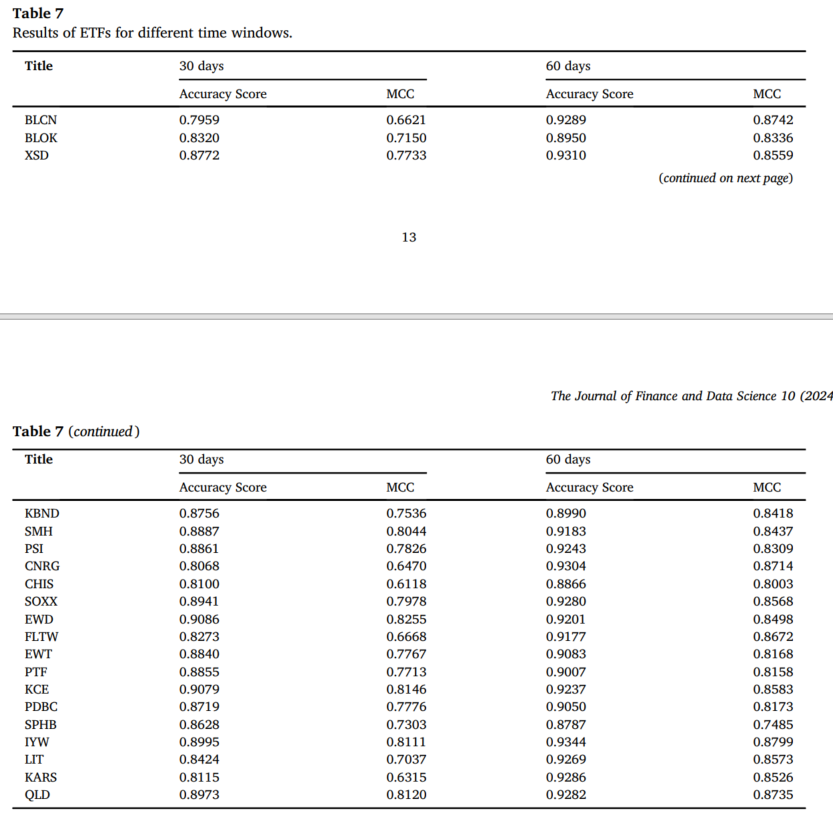 Table 7
Results of ETFs for different time windows.
Title 30 days 60 days
Accuracy Score MCC Accuracy Score MCC
BLCN 0.7959 0.6621 0.9289 0.8742
BLOK 0.8320 0.7150 0.8950 0.8336
XSD 0.8772 0.7733 0.9310 0.8559
(continued on next page)
13
The Journal of Finance and Data Science 10 (2024
Table 7 (continued)
Title 30 days 60 days
Accuracy Score MCC Accuracy Score MCC
KBND 0.8756 0.7536 0.8990 0.8418
SMH 0.8887 0.8044 0.9183 0.8437
PSI 0.8861 0.7826 0.9243 0.8309
CNRG 0.8068 0.6470 0.9304 0.8714
CHIS 0.8100 0.6118 0.8866 0.8003
SOXX 0.8941 0.7978 0.9280 0.8568
EWD 0.9086 0.8255 0.9201 0.8498
FLTW 0.8273 0.6668 0.9177 0.8672
EWT 0.8840 0.7767 0.9083 0.8168
PTF 0.8855 0.7713 0.9007 0.8158
KCE 0.9079 0.8146 0.9237 0.8583
PDBC 0.8719 0.7776 0.9050 0.8173
SPHB 0.8628 0.7303 0.8787 0.7485
IYW 0.8995 0.8111 0.9344 0.8799
LIT 0.8424 0.7037 0.9269 0.8573
KARS 0.8115 0.6315 0.9286 0.8526
QLD 0.8973 0.8120 0.9282 0.8735